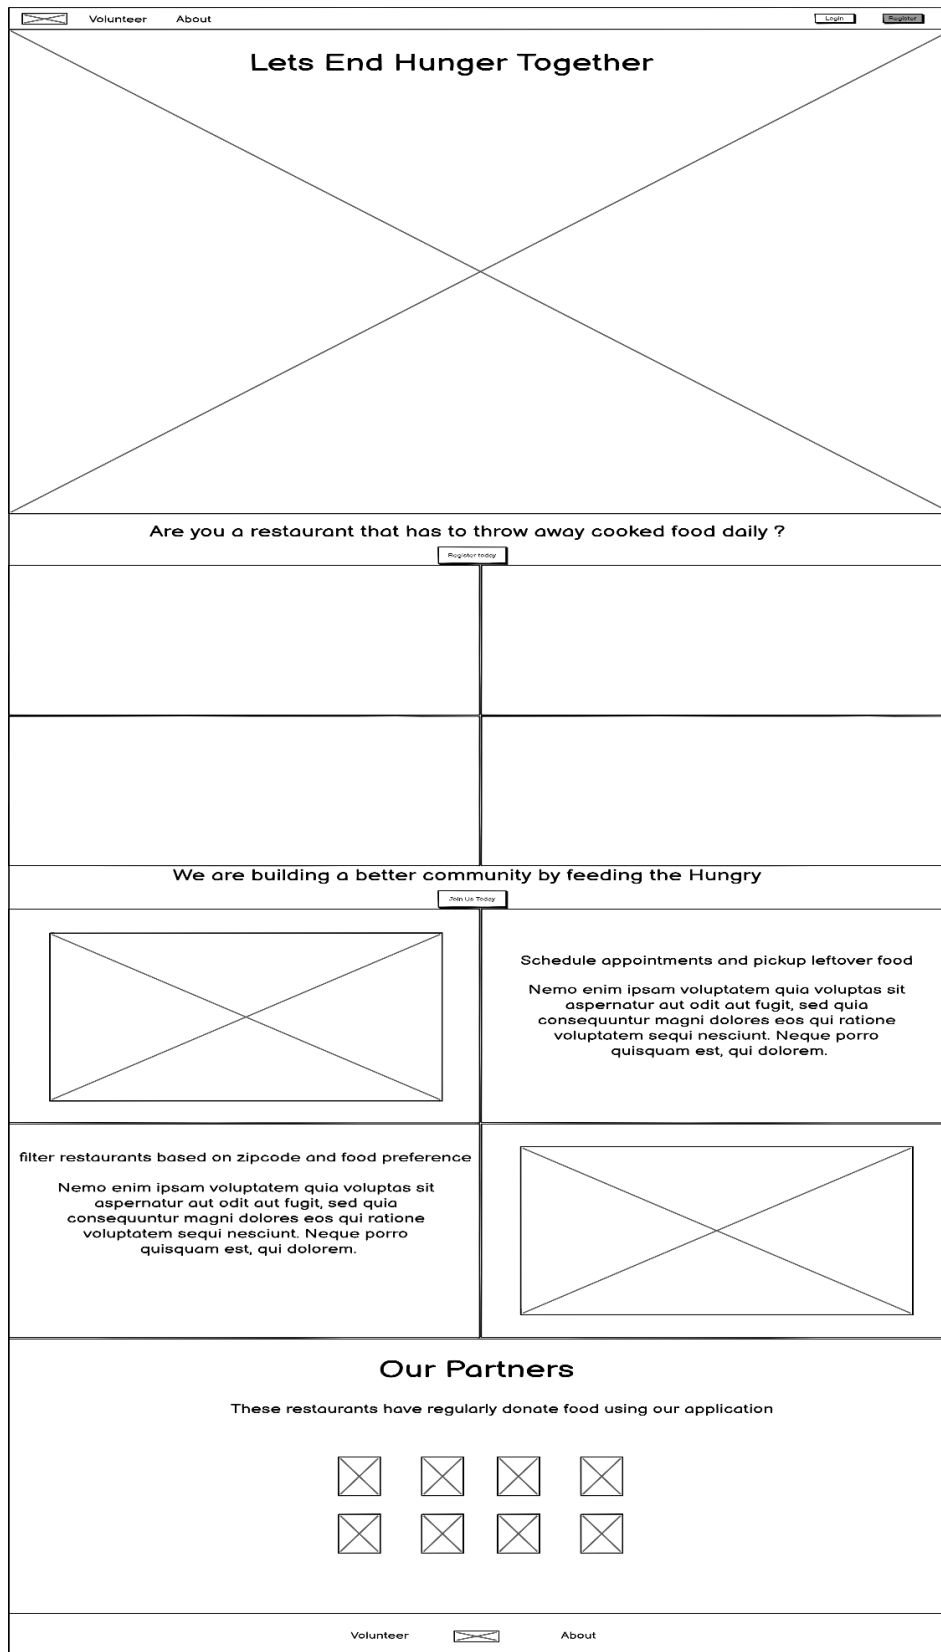 Volunteer About Login Register
Lets End Hunger Together
Are you a restaurant that has to throw away cooked food daily ?
Register today
We are building a better community by feeding the Hungry
Join Us Today
Schedule appointments and pickup leftover food
Nemo enim ipsam voluptatem quia voluptas sit
aspernatur aut odit aut fugit, sed quia
consequuntur magni dolores eos qui ratione
voluptatem sequi nesciunt. Neque porro
quisquam est, qui dolorem.
filter restaurants based on zipcode and food preference
Nemo enim ipsam voluptatem quia voluptas sit
aspernatur aut odit aut fugit, sed quia
consequuntur magni dolores eos qui ratione
voluptatem sequi nesciunt. Neque porro
quisquam est, qui dolorem.
Our Partners
These restaurants have regularly donate food using our application
Volunteer About